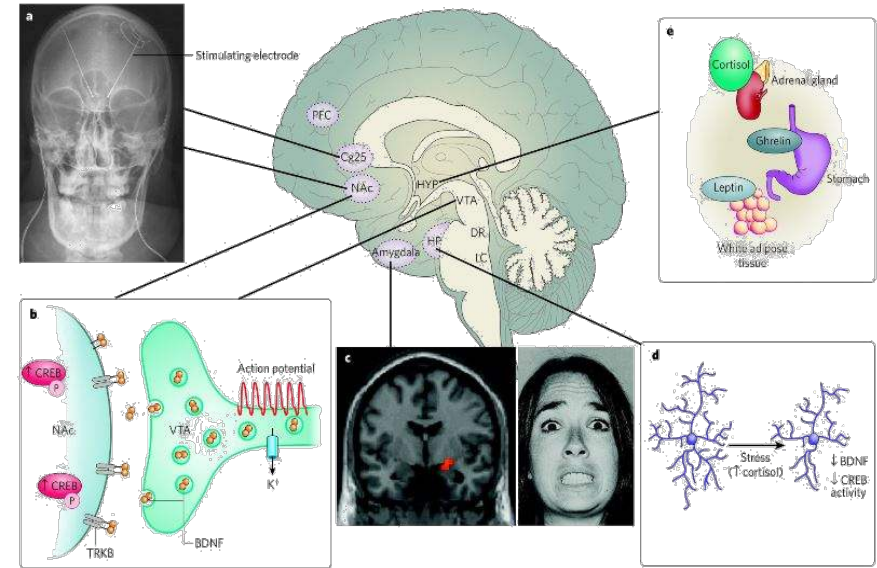 a
Stimulating electrode
PFC
Cg25
NAc
HYP
VTA
DR
LC
HP
Amygdala
e
Cortisol
Adrenal gland
Ghrelin
Stomach
Leptin
White adipose
tissue
b
↑ CREB
P
NAc
↑ CREB
P
TRKB
VTA
Action potential
K⁺
BDNF
c
d
Stress
(↑ cortisol)
↓ BDNF
↓ CREB
activity